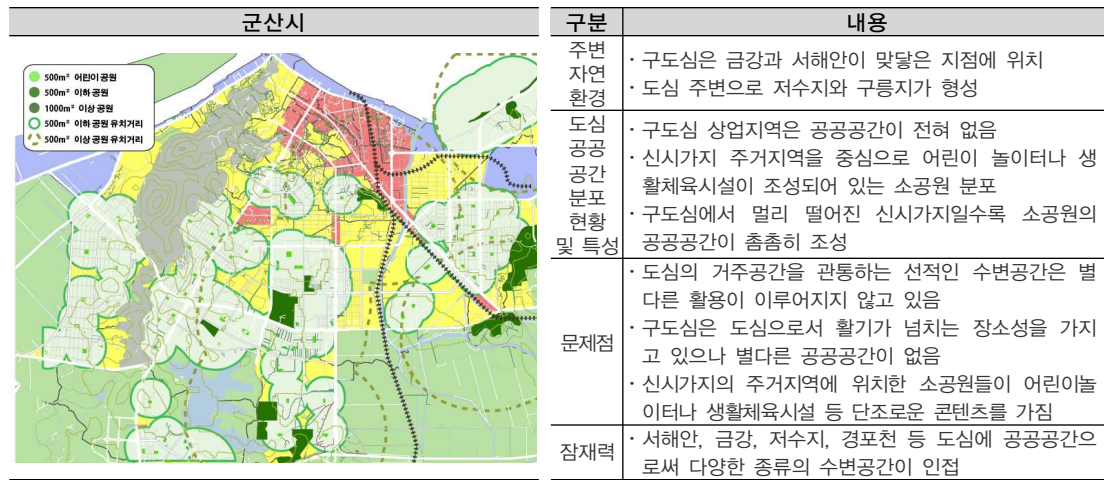 군산시
500m² 어린이 공원
500m² 이하 공원
1000m² 이상 공원
500m² 이하 공원 유치거리
500m² 이상 공원 유치거리
구분 내용
주변
자연
환경
· 구도심은 금강과 서해안이 맞닿은 지점에 위치
· 도심 주변으로 저수지와 구릉지가 형성
도심
공공
공간
분포
현황
및 특성
· 구도심 상업지역은 공공공간이 전혀 없음
· 신시가지 주거지역을 중심으로 어린이 놀이터나 생
활체육시설이 조성되어 있는 소공원 분포
· 구도심에서 멀리 떨어진 신시가지일수록 소공원의
공공공간이 촘촘히 조성
문제점
· 도심의 거주공간을 관통하는 선적인 수변공간은 별
다른 활용이 이루어지지 않고 있음
· 구도심은 도심으로서 활기가 넘치는 장소성을 가지
고 있으나 별다른 공공공간이 없음
· 신시가지의 주거지역에 위치한 소공원들이 어린이놀
이터나 생활체육시설 등 단조로운 콘텐츠를 가짐
잠재력
· 서해안, 금강, 저수지, 경포천 등 도심에 공공공간으
로써 다양한 종류의 수변공간이 인접